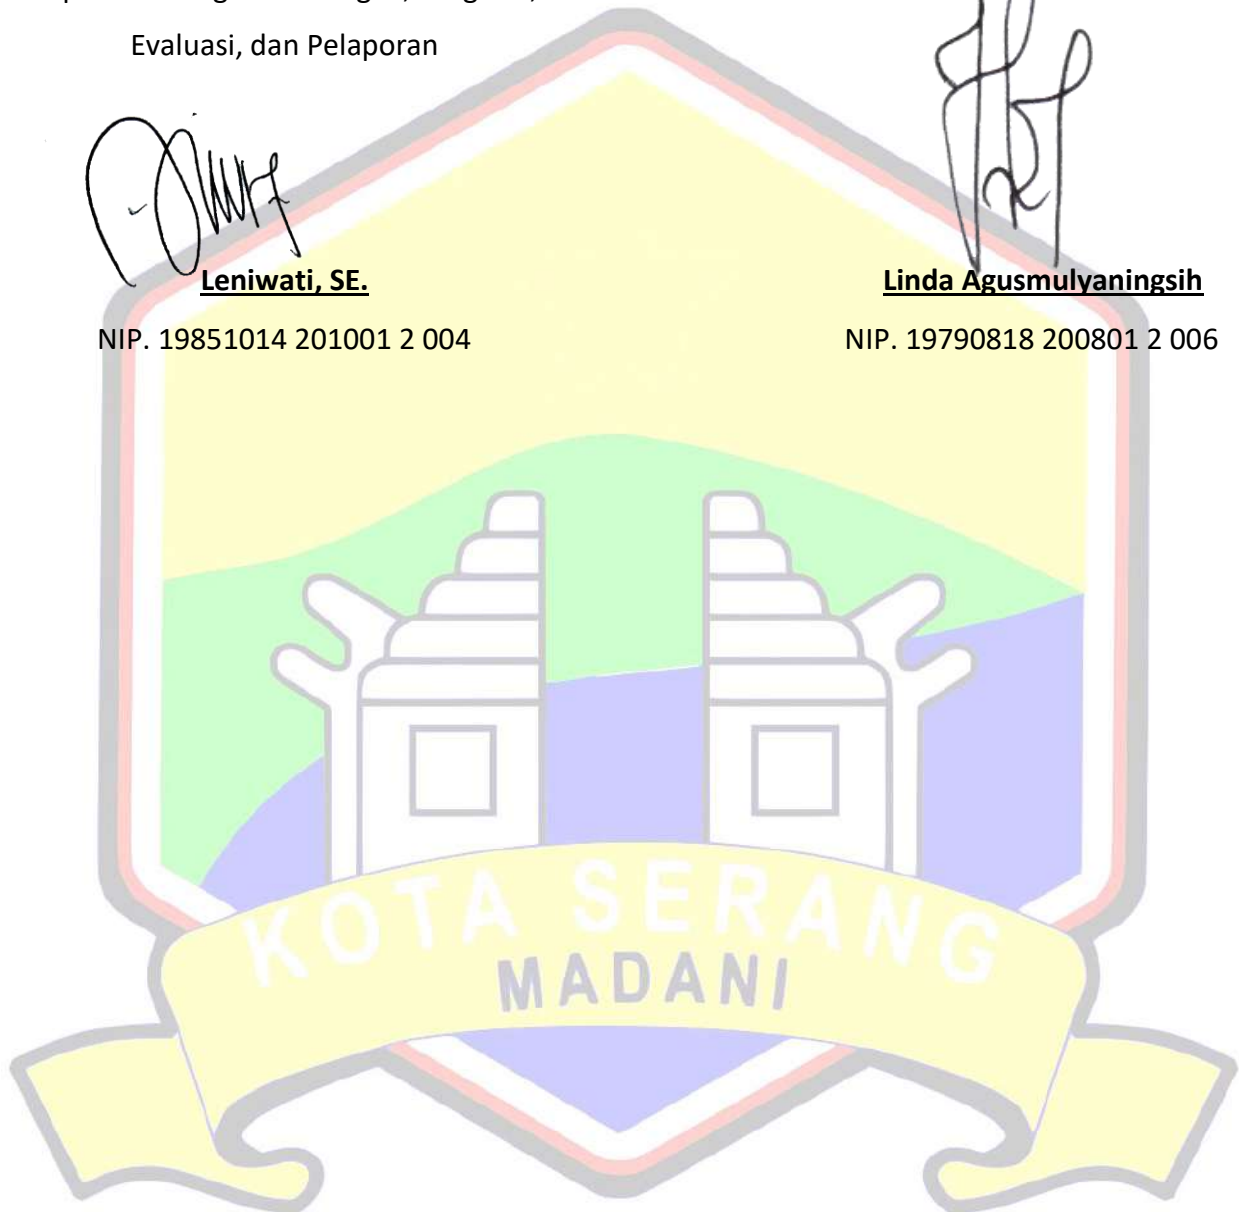 Evaluasi, dan Pelaporan
Leniwati, SE.
NIP. 19851014 201001 2 004
Linda Agusmulyaningsih
NIP. 19790818 200801 2 006
KOTA SERANG
MADANI